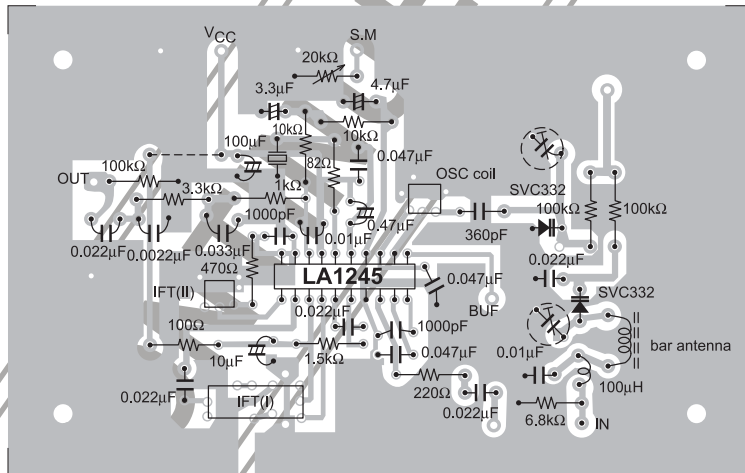 VCC
S.M
20kΩ
3.3µF
4.7µF
10kΩ
10kΩ
100µF
82Ω
0.047µF
100kΩ
OUT
3.3kΩ
1kΩ
1000pF
0.47µF
OSC coil
SVC332
100kΩ
100kΩ
360pF
0.022µF
0.0022µF
0.033µF
0.01µF
0.022µF
470Ω
LA1245
0.047µF
SVC332
IFT(II)
0.022µF
BUF
100Ω
1000pF
bar antenna
10µF
1.5kΩ
0.047µF
0.01µF
100µH
0.022µF
IFT(I)
220Ω
0.022µF
6.8kΩ
IN